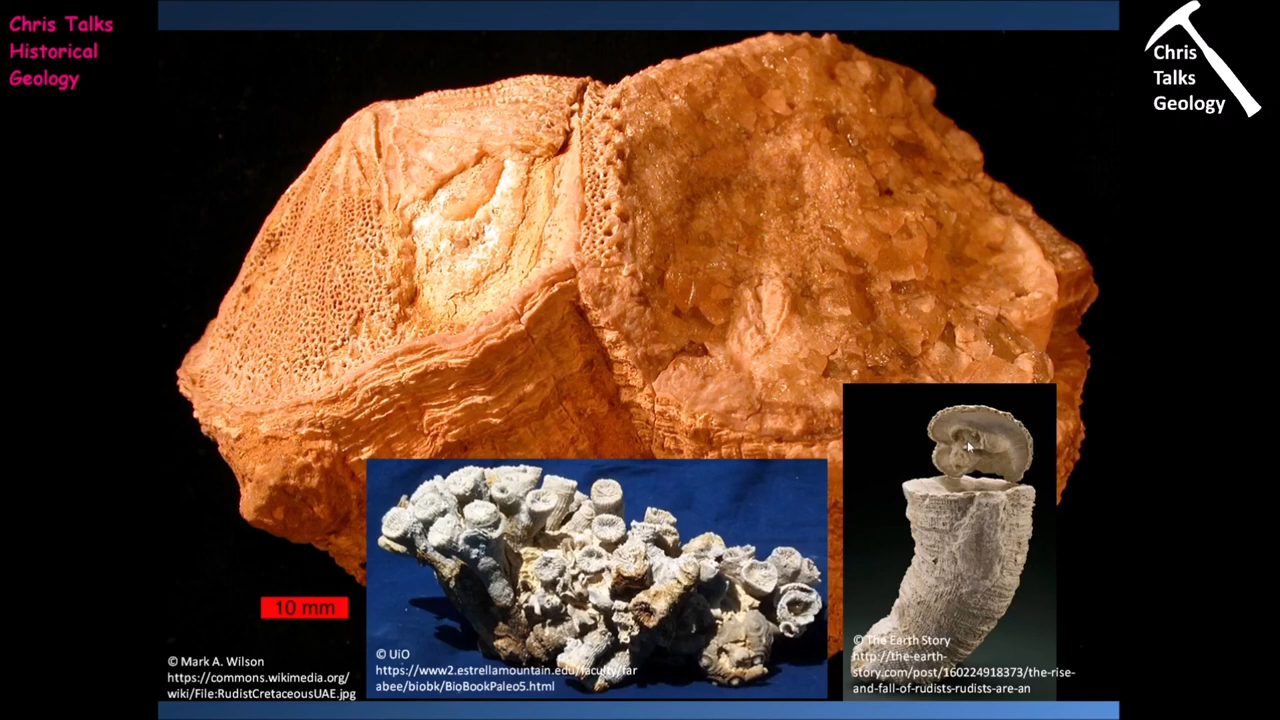 Chris Talks
Historical
Geology
Chris
Talks
Geology
10 mm
© Mark A. Wilson
https://commons.wikimedia.org/
wiki/File:RudistCretaceousUAE.jpg
© UiO
https://www2.estrellamountain.edu/faculty/far
abee/biobk/BioBookPaleo5.html
© The Earth Story
http://the-earth-
story.com/post/160224918373/the-rise-
and-fall-of-rudists-rudists-are-an